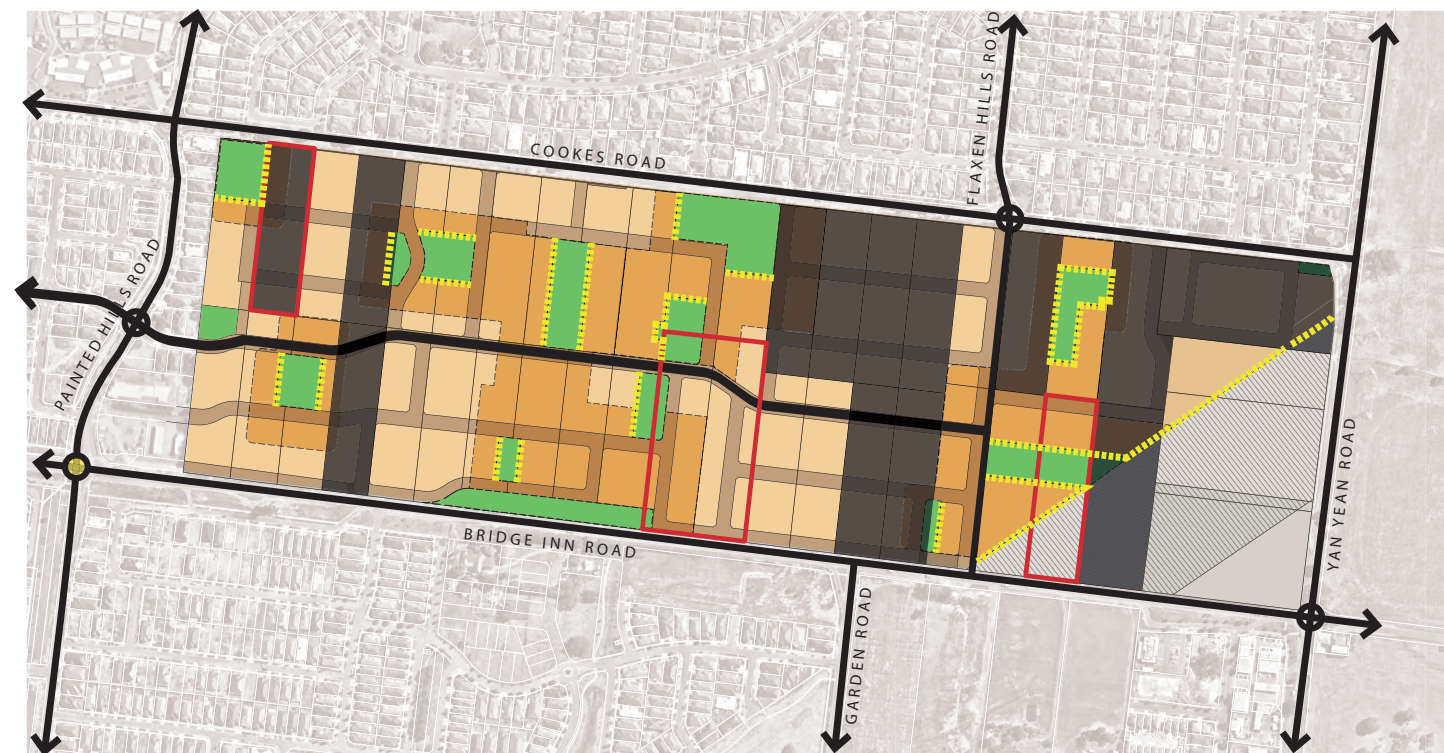 COOKES ROAD
FLAXEN HILLS ROAD
PAINTED HILLS ROAD
BRIDGE INN ROAD
GARDEN ROAD
YAN YEAN ROAD